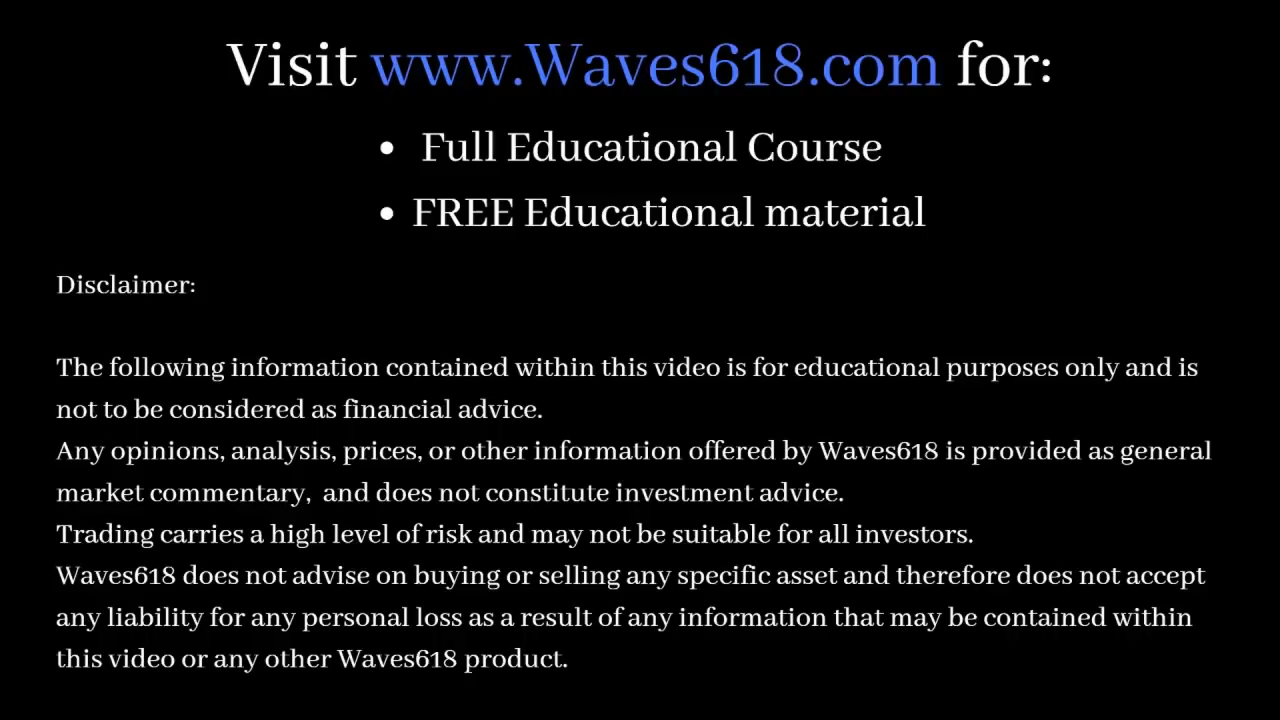 Visit www.Waves618.com for:
• Full Educational Course
• FREE Educational material
Disclaimer:
The following information contained within this video is for educational purposes only and is
not to be considered as financial advice.
Any opinions, analysis, prices, or other information offered by Waves618 is provided as general
market commentary,  and does not constitute investment advice.
Trading carries a high level of risk and may not be suitable for all investors.
Waves618 does not advise on buying or selling any specific asset and therefore does not accept
any liability for any personal loss as a result of any information that may be contained within
this video or any other Waves618 product.